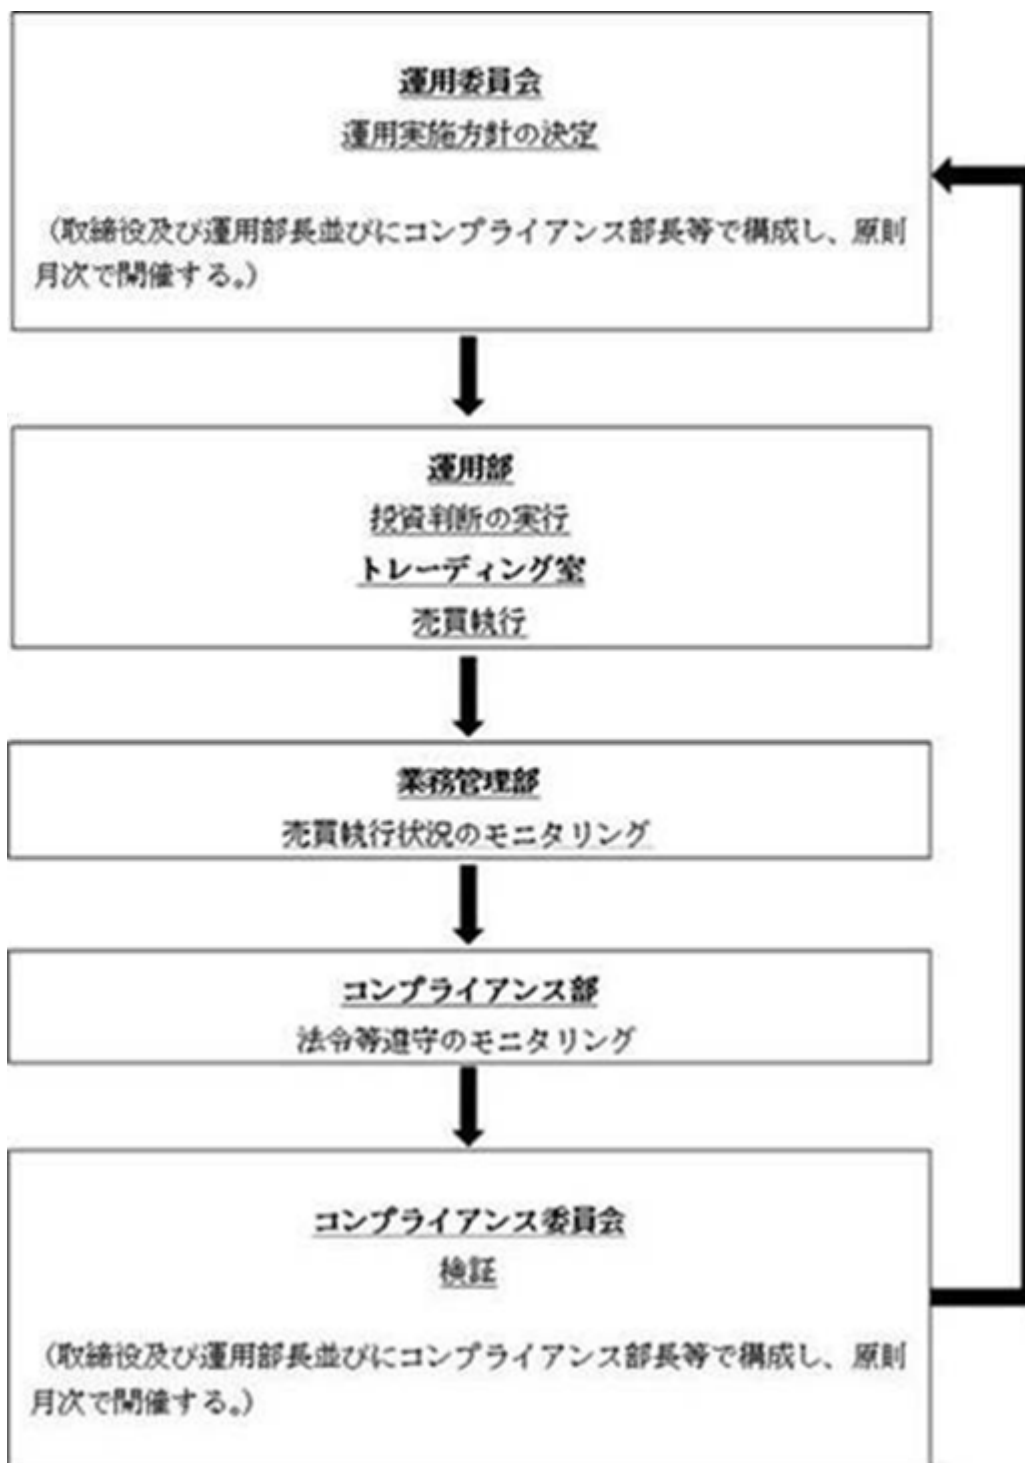 運用委員会
運用実施方針の決定
（取締役及び運用部長並びにコンプライアンス部長等で構成し、原則
月次で開催する。）
運用部
投資判断の実行
トレーディング室
売買執行
業務管理部
売買執行状況のモニタリング
コンプライアンス部
法令等遵守のモニタリング
コンプライアンス委員会
検証
（取締役及び運用部長並びにコンプライアンス部長等で構成し、原則
月次で開催する。）